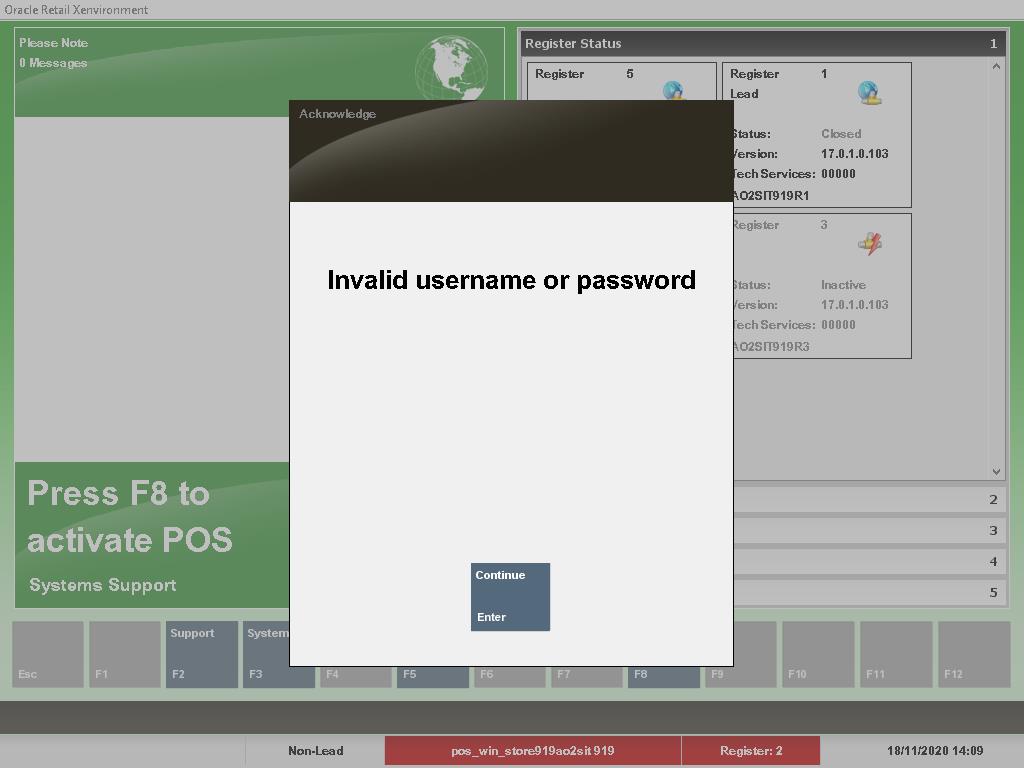 Oracle Retail Xenvironment
Please Note
0 Messages
Register Status 1
Register 5
Register 1
Lead
Status: Closed
Version: 17.0.1.0.103
Tech Services: 00000
AO2SIT919R1
Register 3
Status: Inactive
Version: 17.0.1.0.103
Tech Services: 00000
AO2SIT919R3
2
3
4
5
Acknowledge
Invalid username or password
Continue
Enter
Press F8 to
activate POS
Systems Support
Esc
F1
Support
F2
System
F3
F4
F5
F6
F7
F8
F9
F10
F11
F12
Non-Lead pos_win_store919ao2sit919 Register: 2 18/11/2020 14:09